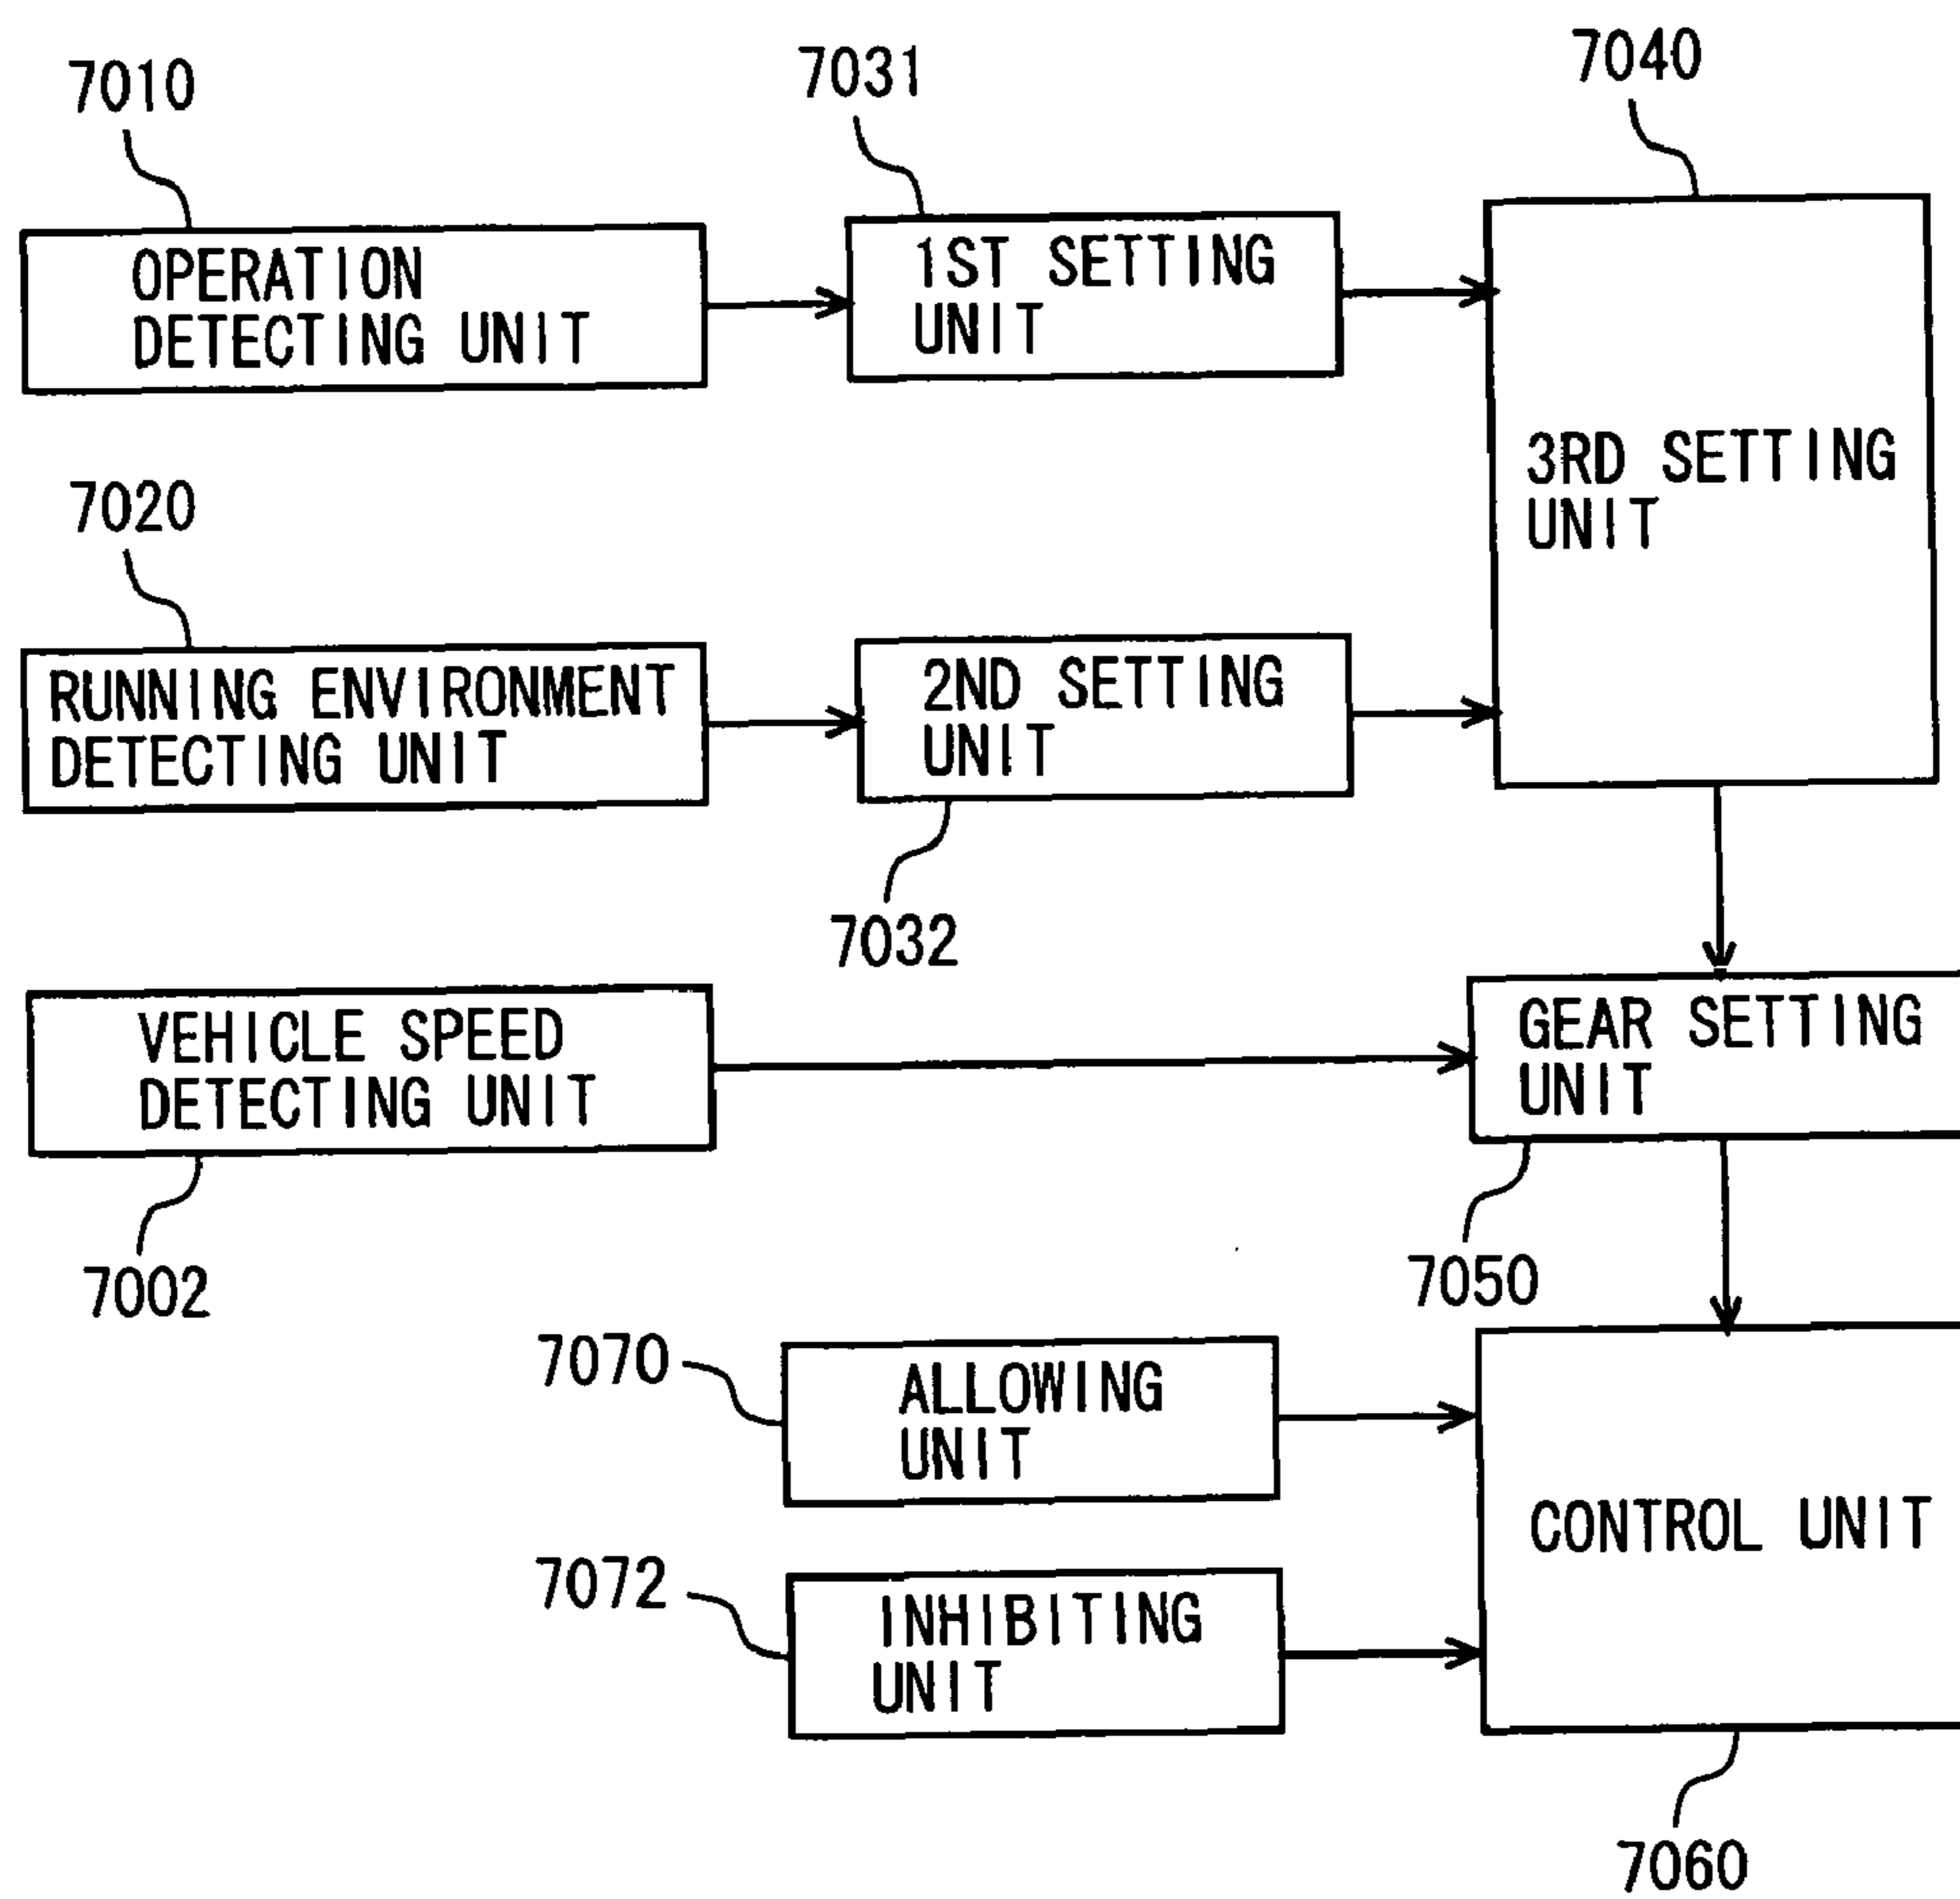 7010
7031
7040
OPERATION
DETECTING UNIT
1ST SETTING
UNIT
3RD SETTING
UNIT
7020
RUNNING ENVIRONMENT
DETECTING UNIT
2ND SETTING
UNIT
7032
VEHICLE SPEED
DETECTING UNIT
GEAR SETTING
UNIT
7002
7050
7070
ALLOWING
UNIT
CONTROL UNIT
7072
INHIBITING
UNIT
7060